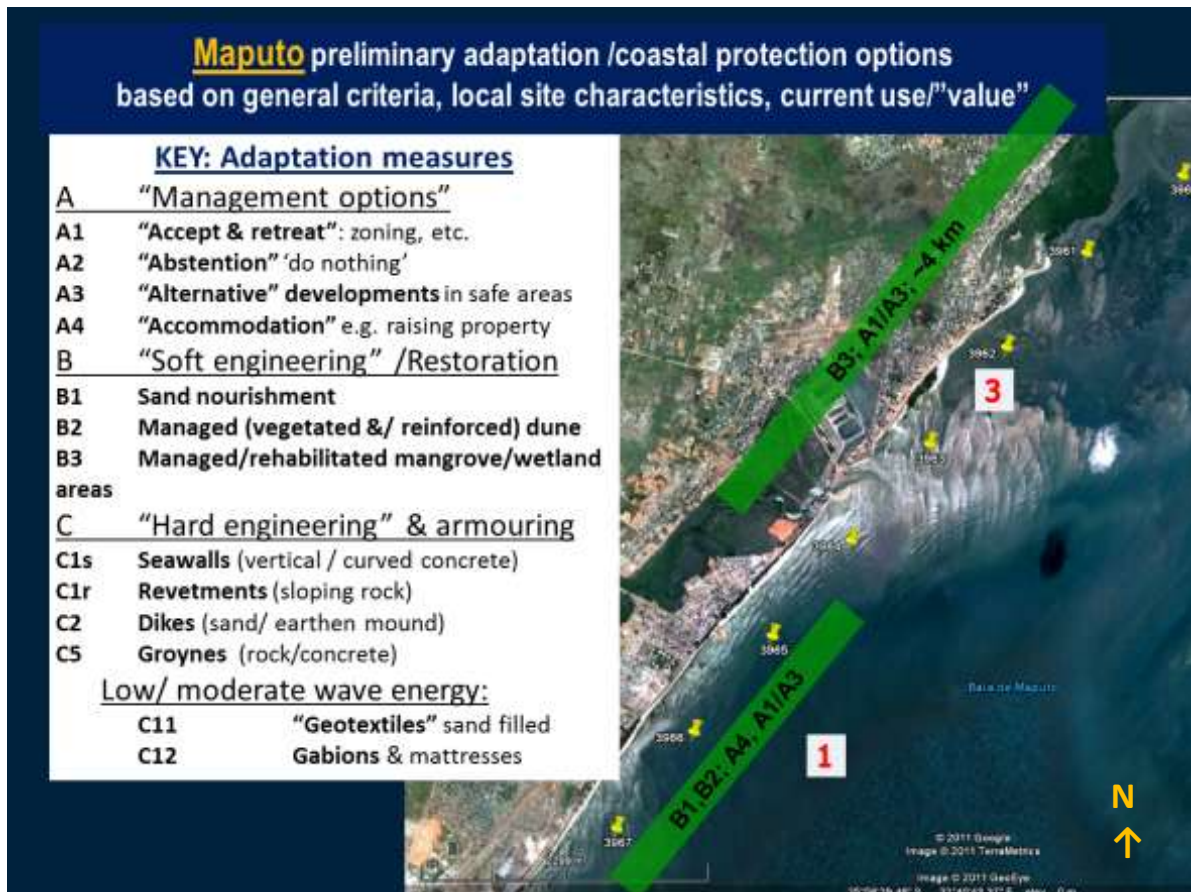 Maputo preliminary adaptation /coastal protection options
based on general criteria, local site characteristics, current use/”value”
KEY: Adaptation measures
A “Management options”
A1 “Accept & retreat”: zoning, etc.
A2 “Abstention” ‘do nothing’
A3 “Alternative” developments in safe areas
A4 “Accommodation” e.g. raising property
B “Soft engineering” /Restoration
B1 Sand nourishment
B2 Managed (vegetated &/ reinforced) dune
B3 Managed/rehabilitated mangrove/wetland
areas
C “Hard engineering” & armouring
C1s Seawalls (vertical / curved concrete)
C1r Revetments (sloping rock)
C2 Dikes (sand/ earthen mound)
C5 Groynes (rock/concrete)
Low/ moderate wave energy:
C11 “Geotextiles” sand filled
C12 Gabions & mattresses
B3; A1/A3; ~4 km
3961
3962
3
3963
3964
3965
Baia de Maputo
3966
1
B1,B2; A4, A1/A3
3967
N
© 2011 Google
Image © 2011 TerraMetrics
Image © 2011 GeoEye